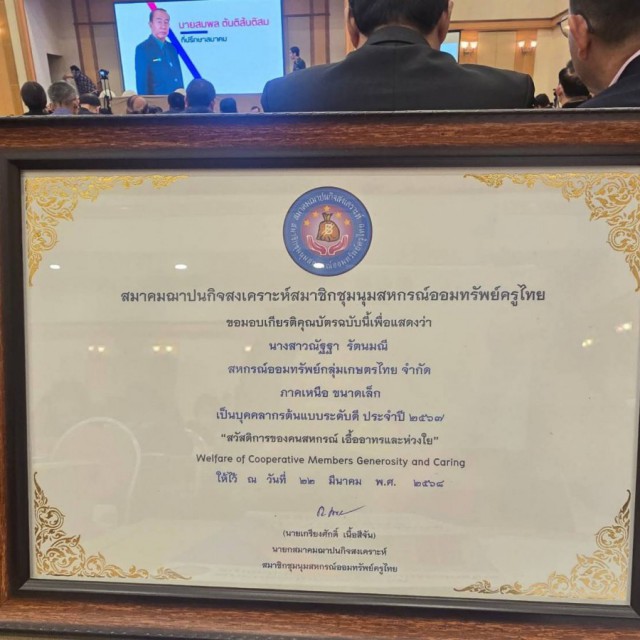 นายสมพล ตันติสันติสม
ที่ปรึกษาสมาคม
สมาคมฌาปนกิจสงเคราะห์สมาชิกชุมนุมสหกรณ์ออมทรัพย์ครูไทย
ขอมอบเกียรติคุณบัตรฉบับนี้เพื่อแสดงว่า
นางสาวณัฐฐา รัตนมณี
สหกรณ์ออมทรัพย์กลุ่มเกษตรไทย จำกัด
ภาคเหนือ ขนาดเล็ก
เป็นบุคคลากรต้นแบบระดับดี ประจำปี ๒๕๖๗
"สวัสดิการของคนสหกรณ์ เอื้ออาทรและห่วงใย"
Welfare of Cooperative Members Generosity and Caring
ให้ไว้ ณ วันที่ ๒๒ มีนาคม พ.ศ. ๒๕๖๘
(นายเกรียงศักดิ์ เนื้อสีจัน)
นายกสมาคมฌาปนกิจสงเคราะห์
สมาชิกชุมนุมสหกรณ์ออมทรัพย์ครูไทย